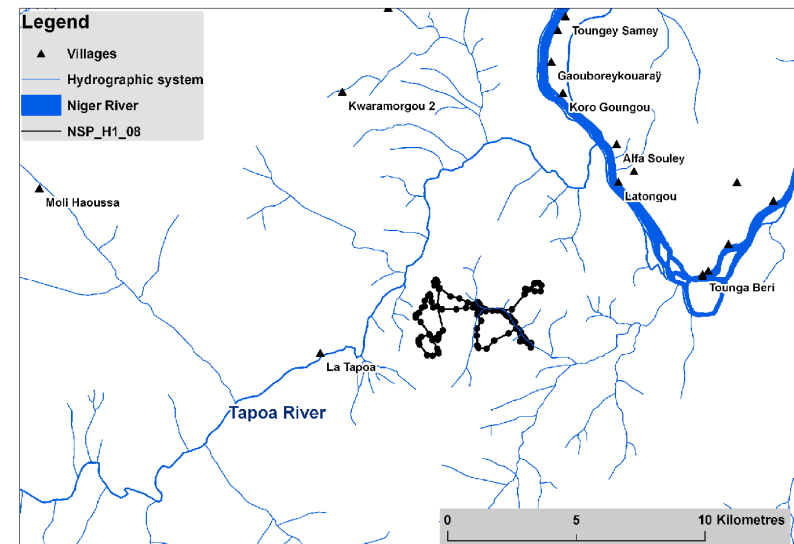 Legend
Villages
Hydrographic system
Niger River
NSP_H1_08
Toungey Samey
Gaouboreykouaraÿ
Koro Goungou
Kwaramorgou 2
Alfa Souley
Latongou
Moli Haoussa
Tounga Beri
La Tapoa
Tapoa River
0 5 10 Kilometres